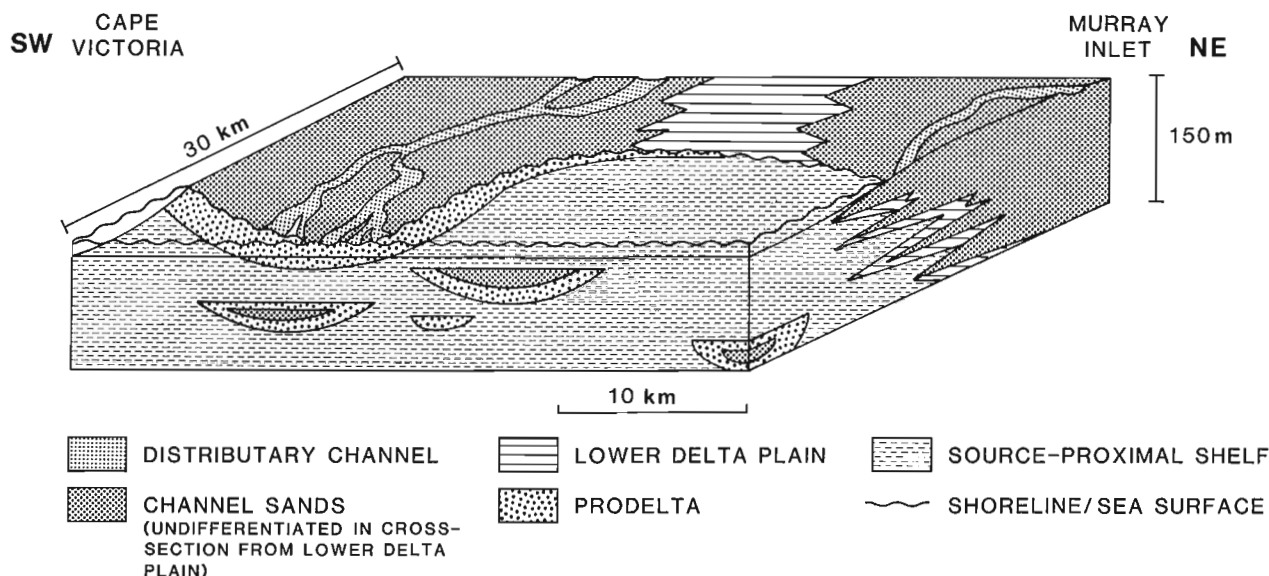 SW CAPE VICTORIA
MURRAY INLET NE
30 km
150 m
10 km
DISTRIBUTARY CHANNEL
CHANNEL SANDS
(UNDIFFERENTIATED IN CROSS-
SECTION FROM LOWER DELTA
PLAIN)
LOWER DELTA PLAIN
PRODELTA
SOURCE-PROXIMAL SHELF
SHORELINE/SEA SURFACE